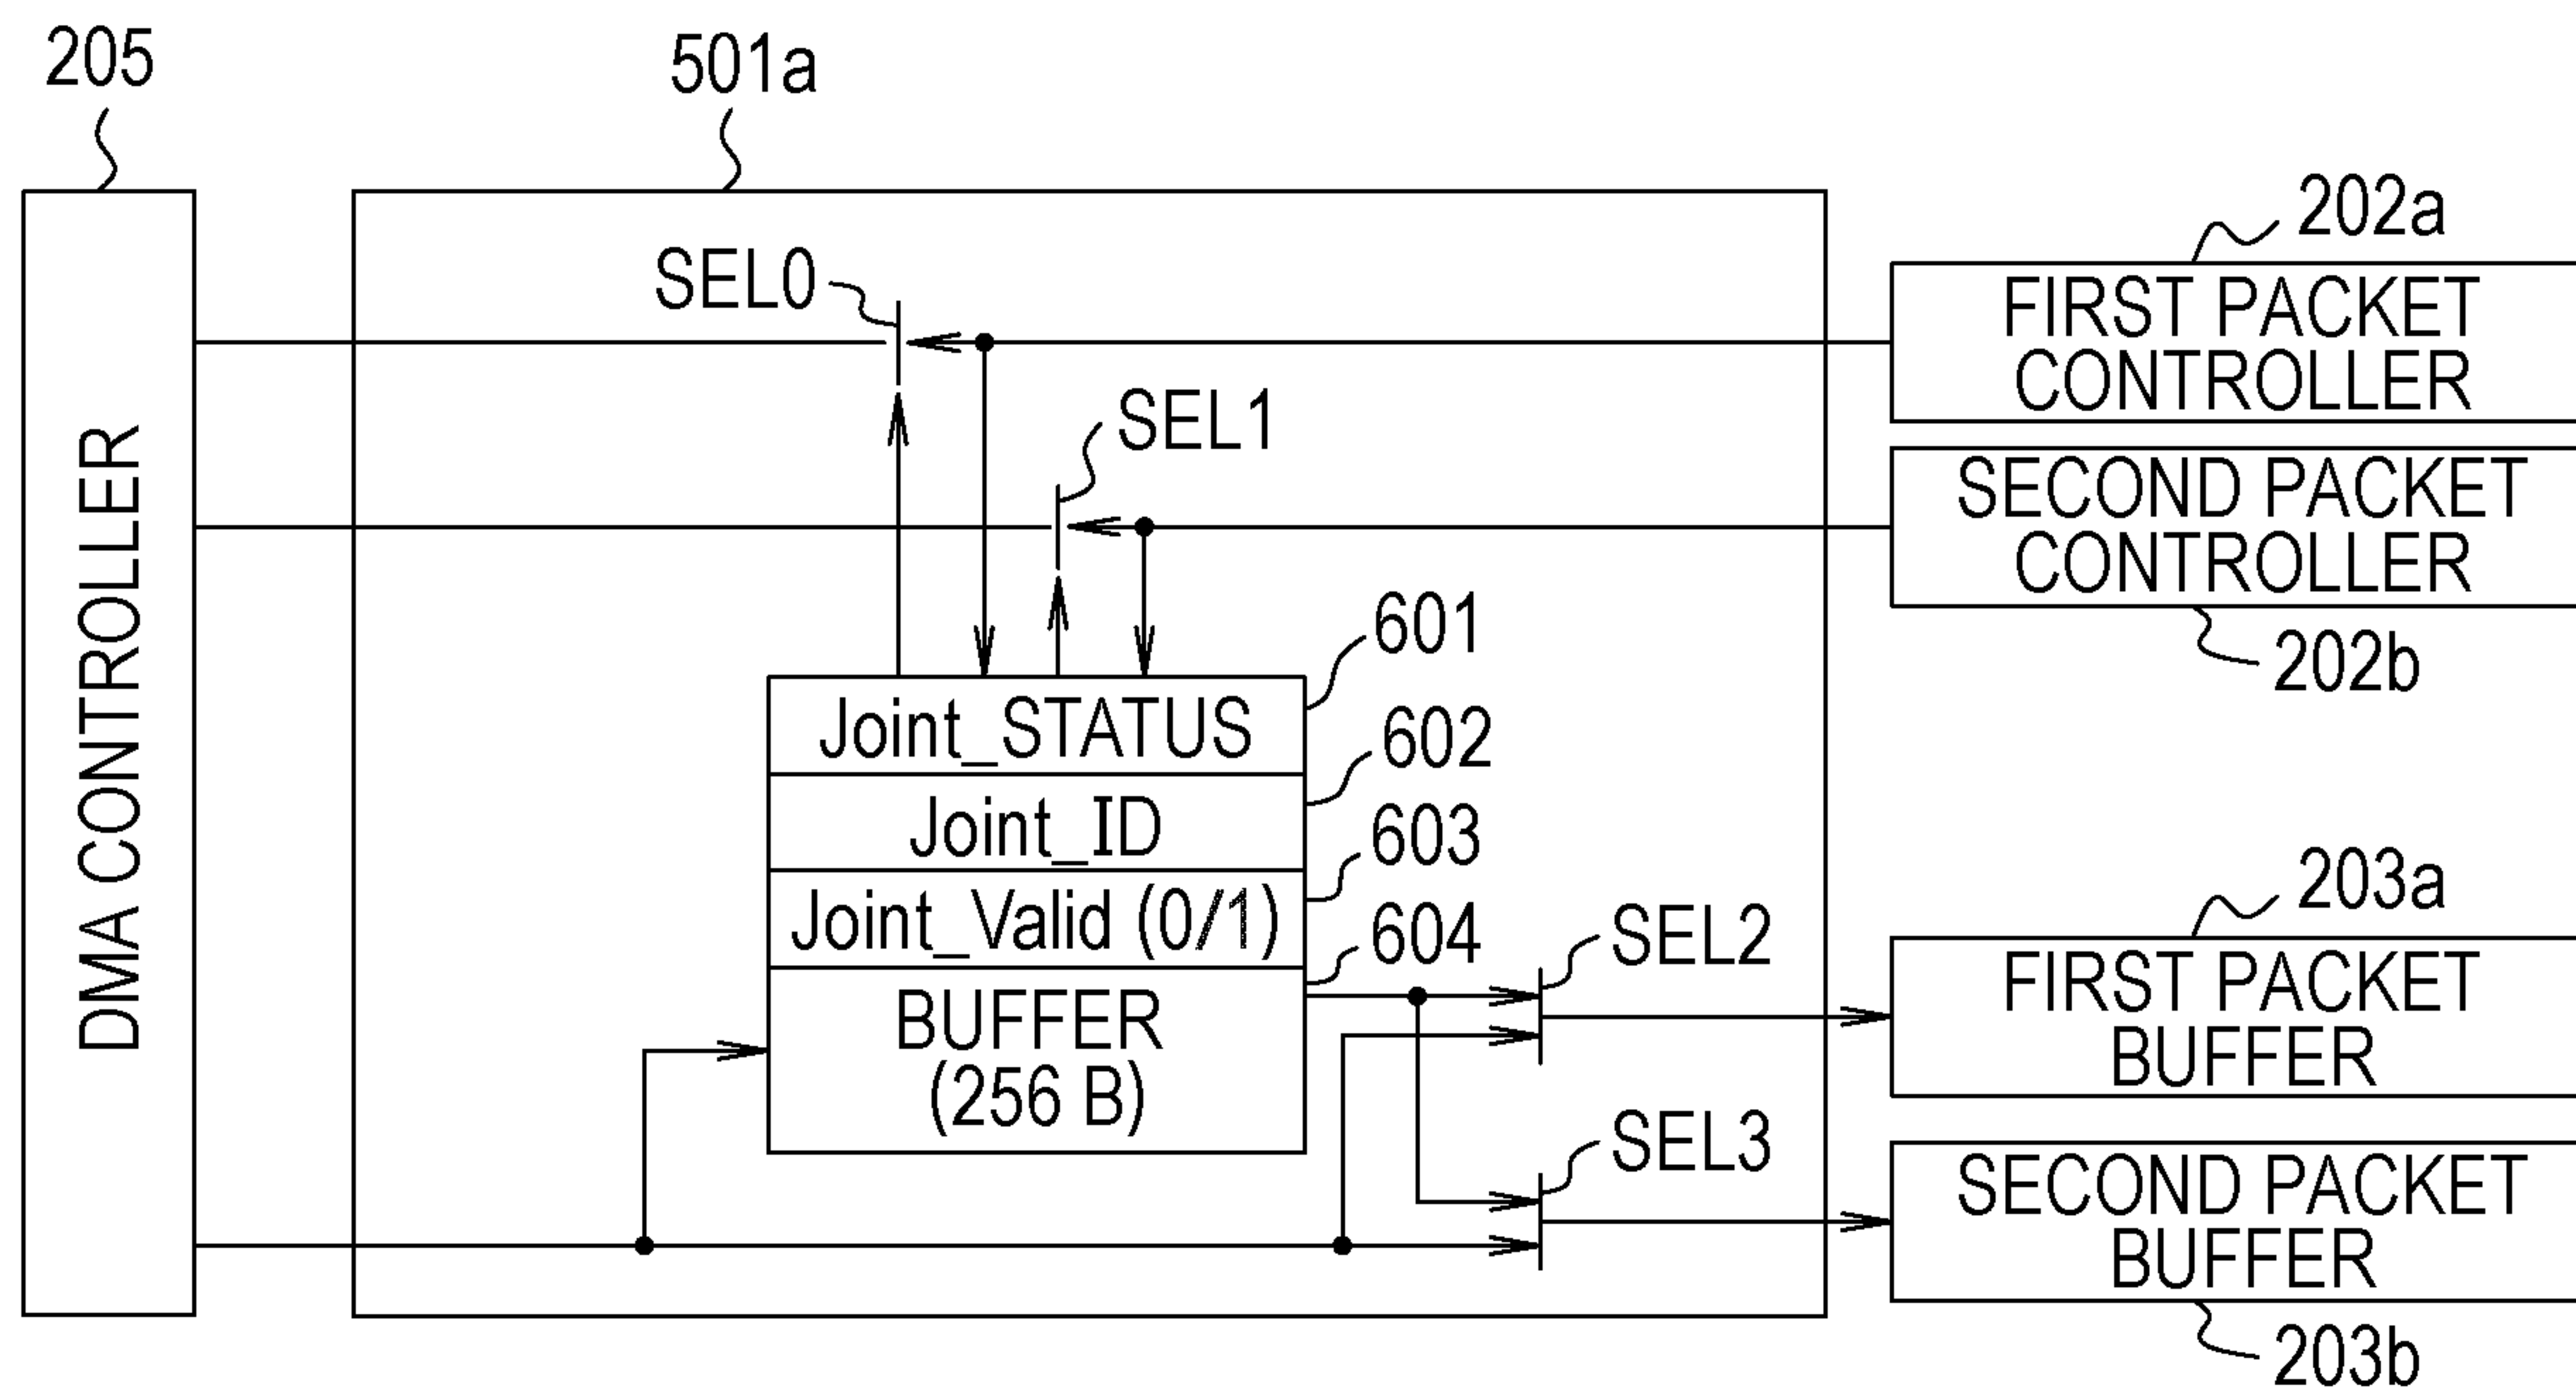 205
501a
202a
SEL0
FIRST PACKET
CONTROLLER
SEL1
SECOND PACKET
CONTROLLER
202b
DMA CONTROLLER
601
Joint_STATUS
602
Joint_ID
603
Joint_Valid (0/1)
604
BUFFER
(256 B)
SEL2
203a
FIRST PACKET
BUFFER
SEL3
SECOND PACKET
BUFFER
203b